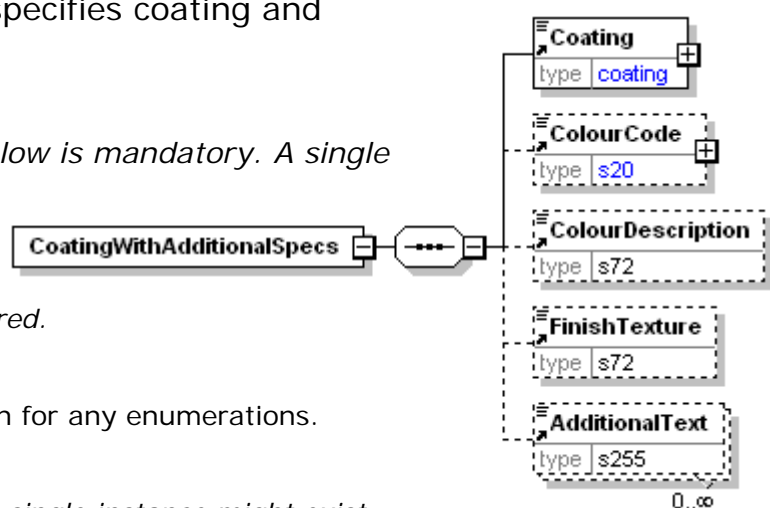 specifies coating and
low is mandatory. A single
red.
n for any enumerations.
single instance might exist
CoatingWithAdditionalSpecs
Coating
type coating
ColourCode
type s20
ColourDescription
type s72
FinishTexture
type s72
AdditionalText
type s255
0..∞